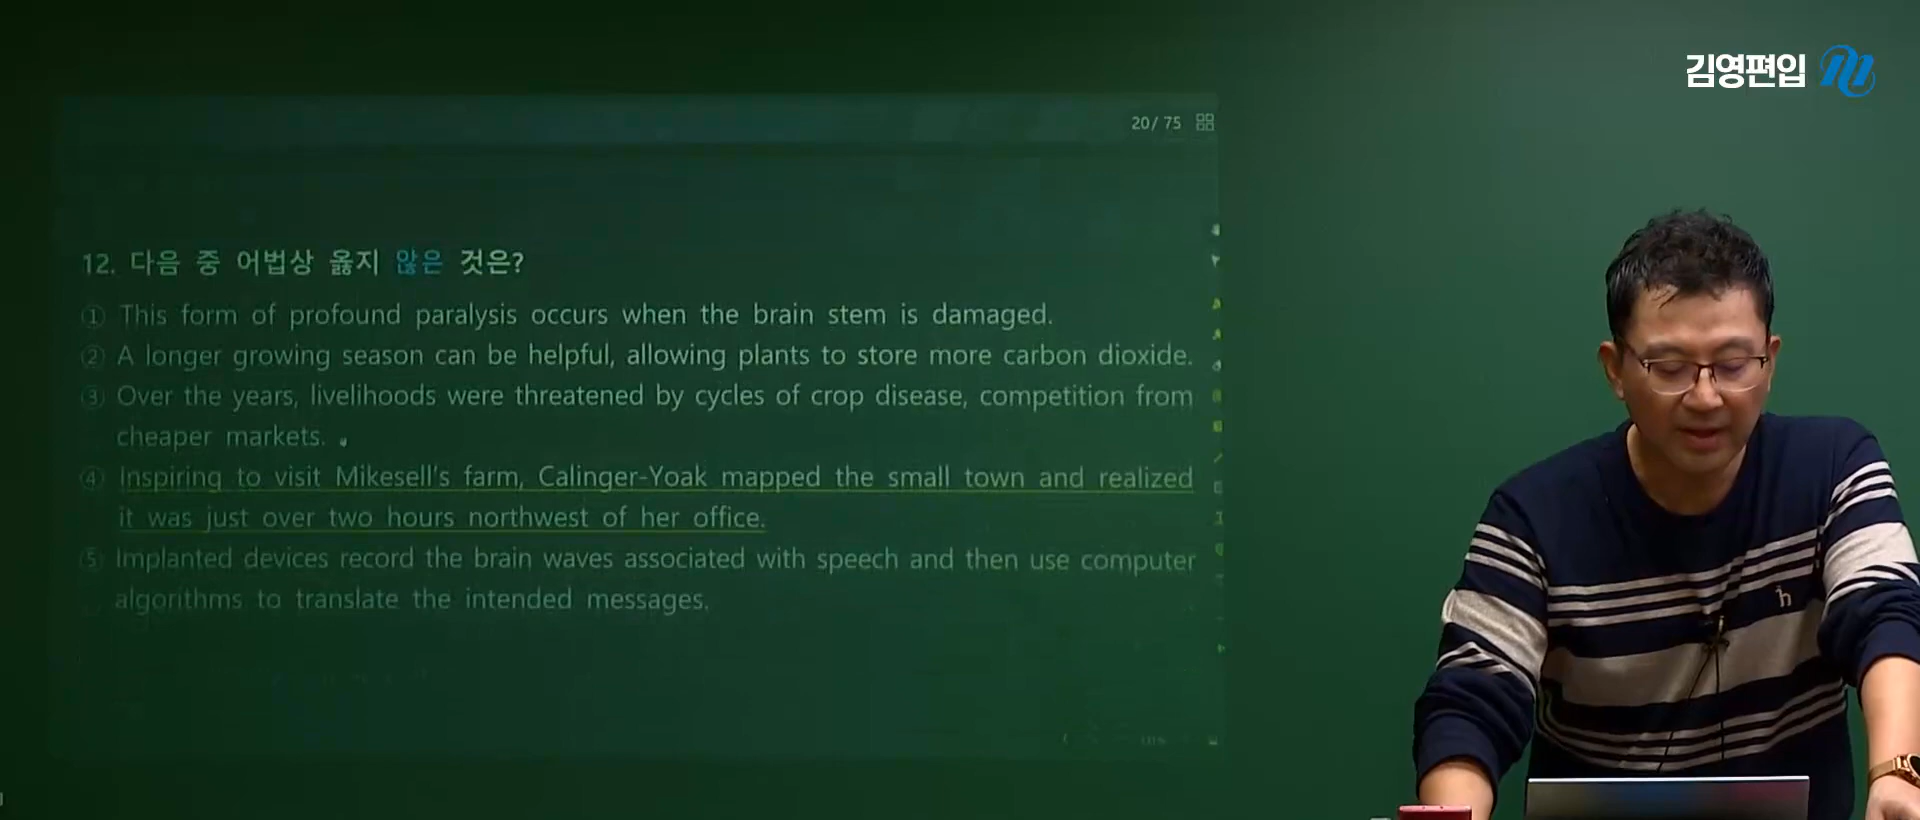 김영편입
20/ 75
12. 다음 중 어법상 옳지 않은 것은?
① This form of profound paralysis occurs when the brain stem is damaged.
② A longer growing season can be helpful, allowing plants to store more carbon dioxide.
③ Over the years, livelihoods were threatened by cycles of crop disease, competition from
cheaper markets.
④ Inspiring to visit Mikesell's farm, Calinger-Yoak mapped the small town and realized
it was just over two hours northwest of her office.
⑤ Implanted devices record the brain waves associated with speech and then use computer
algorithms to translate the intended messages.
h